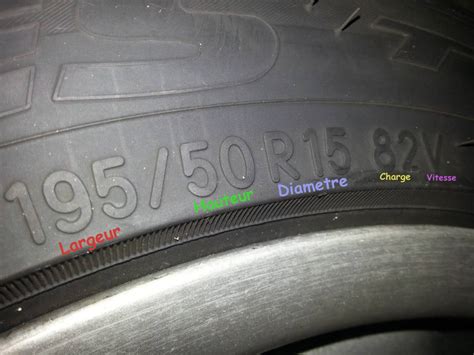 195/50 R15 82V
Largeur Hauteur Diametre Charge Vitesse